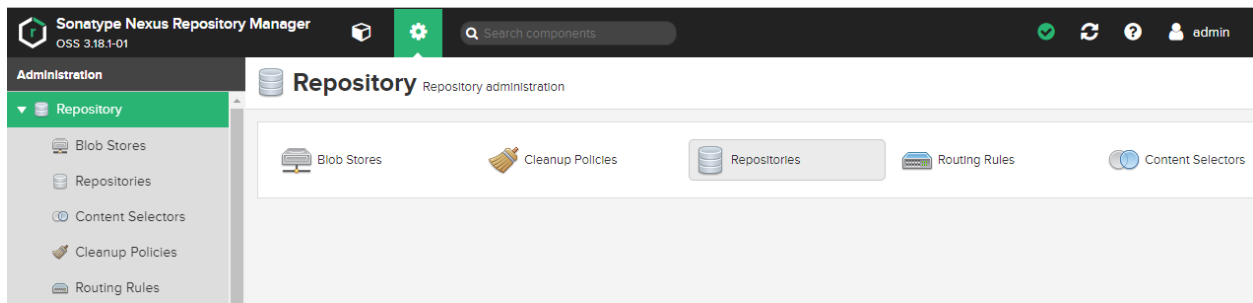 Sonatype Nexus Repository Manager
OSS 3.18.1-01
Search components
admin
Administration
Repository
Blob Stores
Repositories
Content Selectors
Cleanup Policies
Routing Rules
Repository Repository administration
Blob Stores Cleanup Policies Repositories Routing Rules Content Selectors